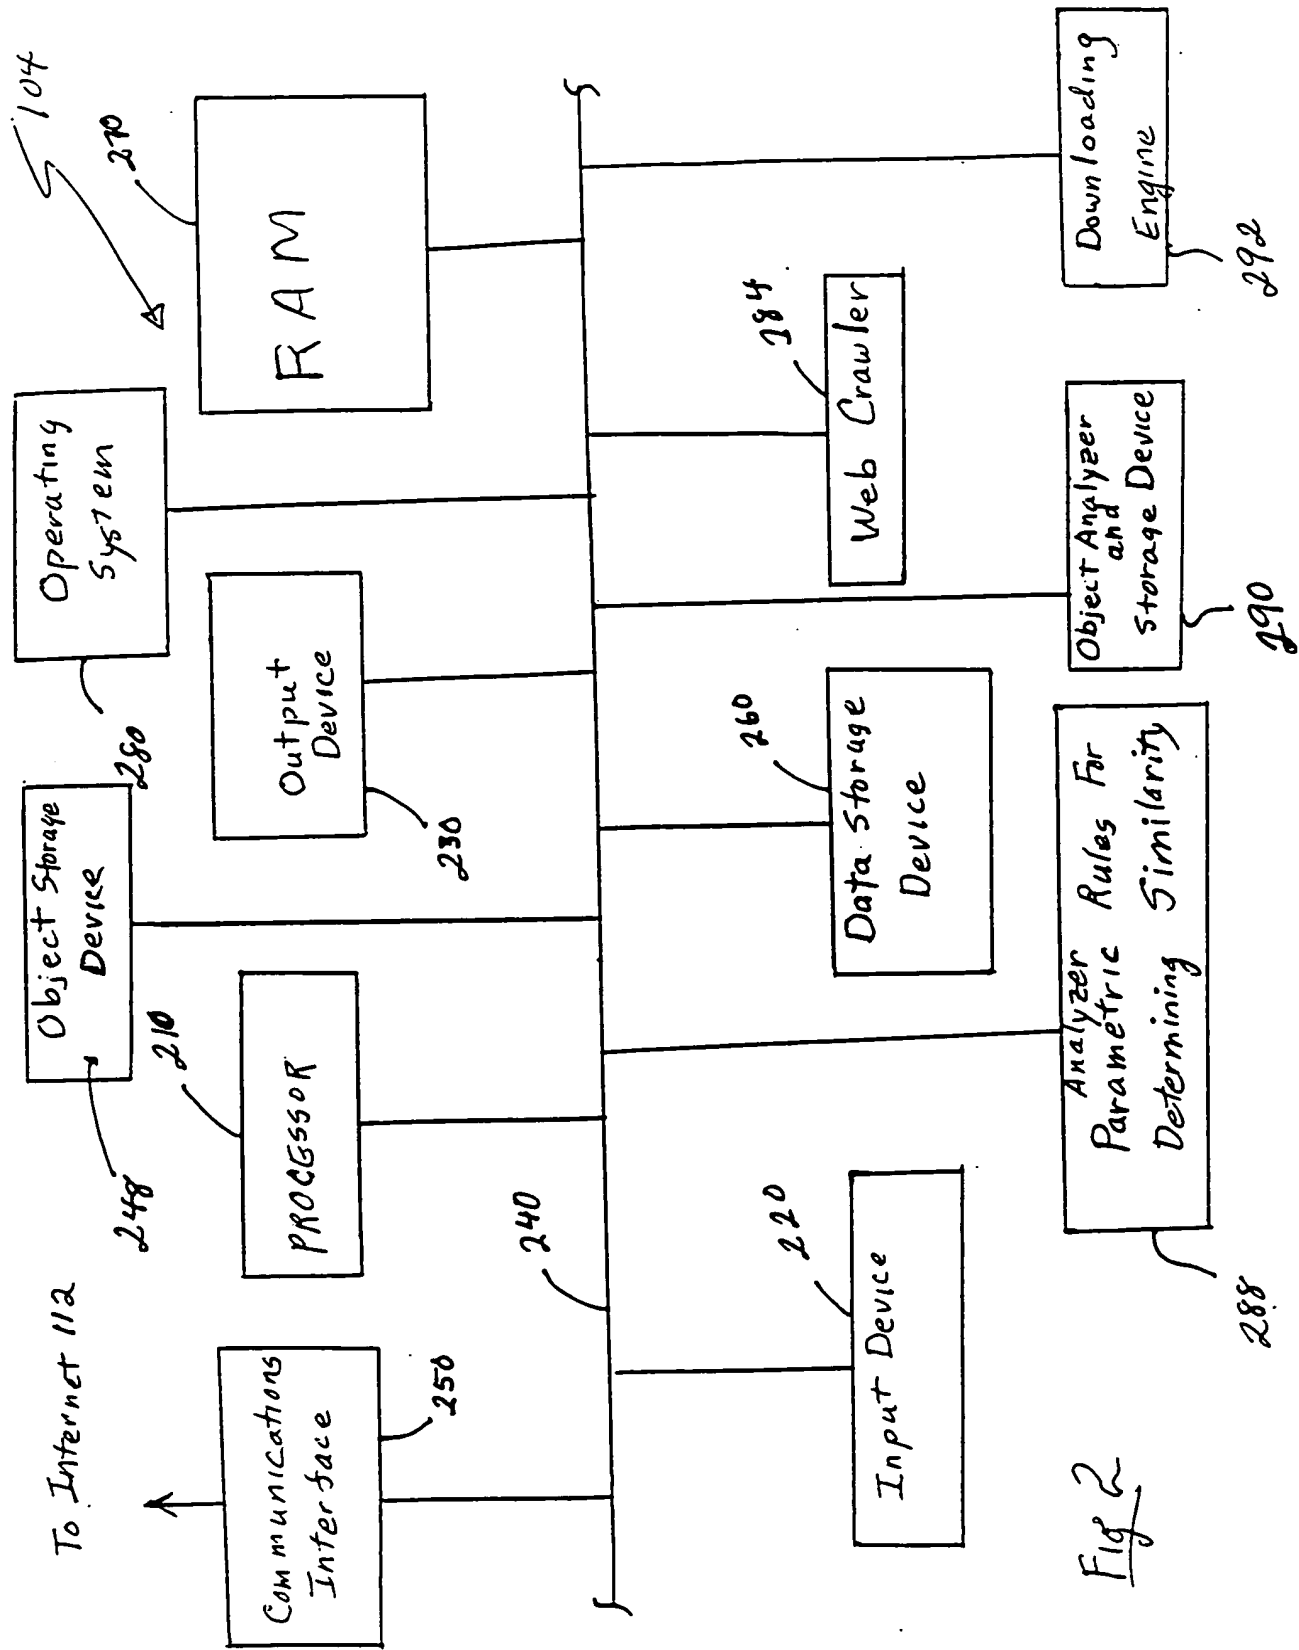 To Internet 112
Object Storage
Device
248
Operating
System
280
104
Communications
Interface
250
PROCESSOR
210
Output
Device
230
RAM
270
240
Input Device
220
Data Storage
Device
260
Web Crawler
284
Analyzer
Parametric Rules For
Determining Similarity
288
Object Analyzer
and
Storage Device
290
Downloading
Engine
292
Fig 2